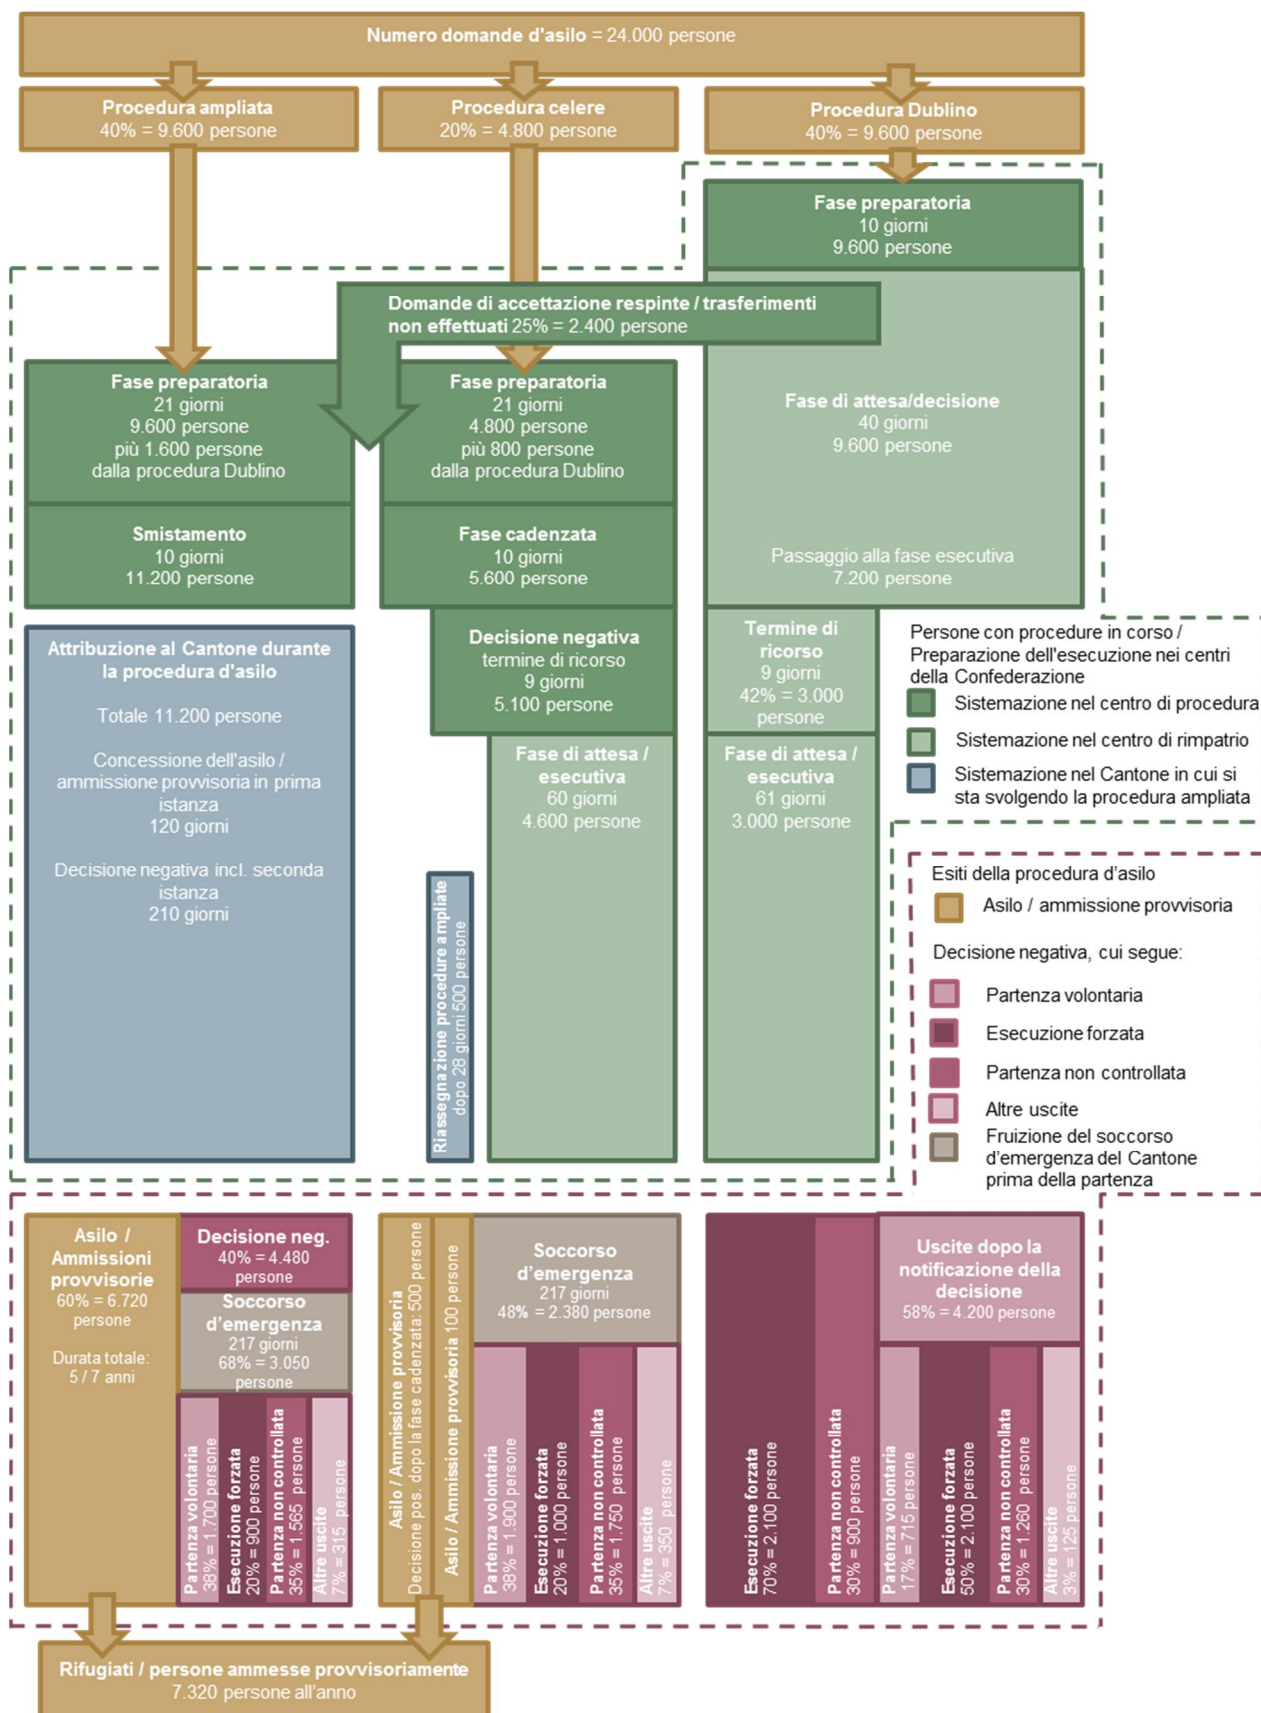 Numero domande d'asilo = 24.000 persone
Procedura ampliata
40% = 9.600 persone
Procedura celere
20% = 4.800 persone
Procedura Dublino
40% = 9.600 persone
Fase preparatoria
10 giorni
9.600 persone
Domande di accettazione respinte / trasferimenti
non effettuati 25% = 2.400 persone
Fase preparatoria
21 giorni
9.600 persone
più 1.600 persone
dalla procedura Dublino
Fase preparatoria
21 giorni
4.800 persone
più 800 persone
dalla procedura Dublino
Fase di attesa/decisione
40 giorni
9.600 persone
Smistamento
10 giorni
11.200 persone
Fase cadenzata
10 giorni
5.600 persone
Passaggio alla fase esecutiva
7.200 persone
Attribuzione al Cantone durante
la procedura d'asilo
Totale 11.200 persone
Concessione dell'asilo /
ammissione provvisoria in prima
istanza
120 giorni
Decisione negativa incl. seconda
istanza
210 giorni
Decisione negativa
termine di ricorso
9 giorni
5.100 persone
Termine di
ricorso
9 giorni
42% = 3.000
persone
Fase di attesa /
esecutiva
60 giorni
4.600 persone
Fase di attesa /
esecutiva
61 giorni
3.000 persone
Riassegnazione procedure ampliate
dopo 28 giorni 500 persone
Persone con procedure in corso /
Preparazione dell'esecuzione nei centri
della Confederazione
Sistemazione nel centro di procedura
Sistemazione nel centro di rimpatrio
Sistemazione nel Cantone in cui si
sta svolgendo la procedura ampliata
Esiti della procedura d'asilo
Asilo / ammissione provvisoria
Decisione negativa, cui segue:
Partenza volontaria
Esecuzione forzata
Partenza non controllata
Altre uscite
Fruizione del soccorso
d'emergenza del Cantone
prima della partenza
Asilo /
Ammissioni
provvisorie
60% = 6.720
persone
Durata totale:
5 / 7 anni
Decisione neg.
40% = 4.480
persone
Soccorso
d'emergenza
217 giorni
68% = 3.050
persone
Partenza volontaria
38% = 1.700 persone
Esecuzione forzata
20% = 900 persone
Partenza non controllata
35% = 1.565 persone
Altre uscite
7% = 315 persone
Asilo / Ammissione provvisoria
Decisione pos. dopo la fase cadenzata: 500 persone
Asilo / Ammissione provvisoria 100 persone
Soccorso
d'emergenza
217 giorni
48% = 2.380 persone
Partenza volontaria
38% = 1.900 persone
Esecuzione forzata
20% = 1.000 persone
Partenza non controllata
35% = 1.750 persone
Altre uscite
7% = 350 persone
Esecuzione forzata
70% = 2.100 persone
Partenza non controllata
30% = 900 persone
Uscite dopo la
notificazione della
decisione
58% = 4.200 persone
Partenza volontaria
17% = 715 persone
Esecuzione forzata
50% = 2.100 persone
Partenza non controllata
30% = 1.260 persone
Altre uscite
3% = 125 persone
Rifugiati / persone ammesse provvisoriamente
7.320 persone all'anno